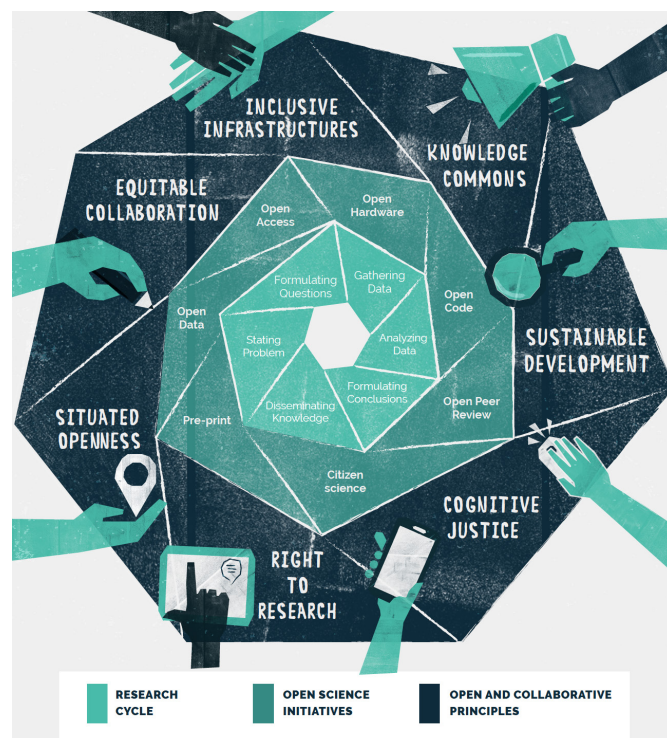 INCLUSIVE
INFRASTRUCTURES
KNOWLEDGE
COMMONS
EQUITABLE
COLLABORATION
Open
Access
Open
Hardware
Formulating
Questions
Gathering
Data
Open
Code
Open
Data
Stating
Problem
Analyzing
Data
SUSTAINABLE
DEVELOPMENT
Formulating
Conclusions
Disseminating
Knowledge
Open Peer
Review
Pre-print
SITUATED
OPENNESS
Citizen
science
COGNITIVE
JUSTICE
RIGHT
TO
RESEARCH
RESEARCH
CYCLE
OPEN SCIENCE
INITIATIVES
OPEN AND COLLABORATIVE
PRINCIPLES